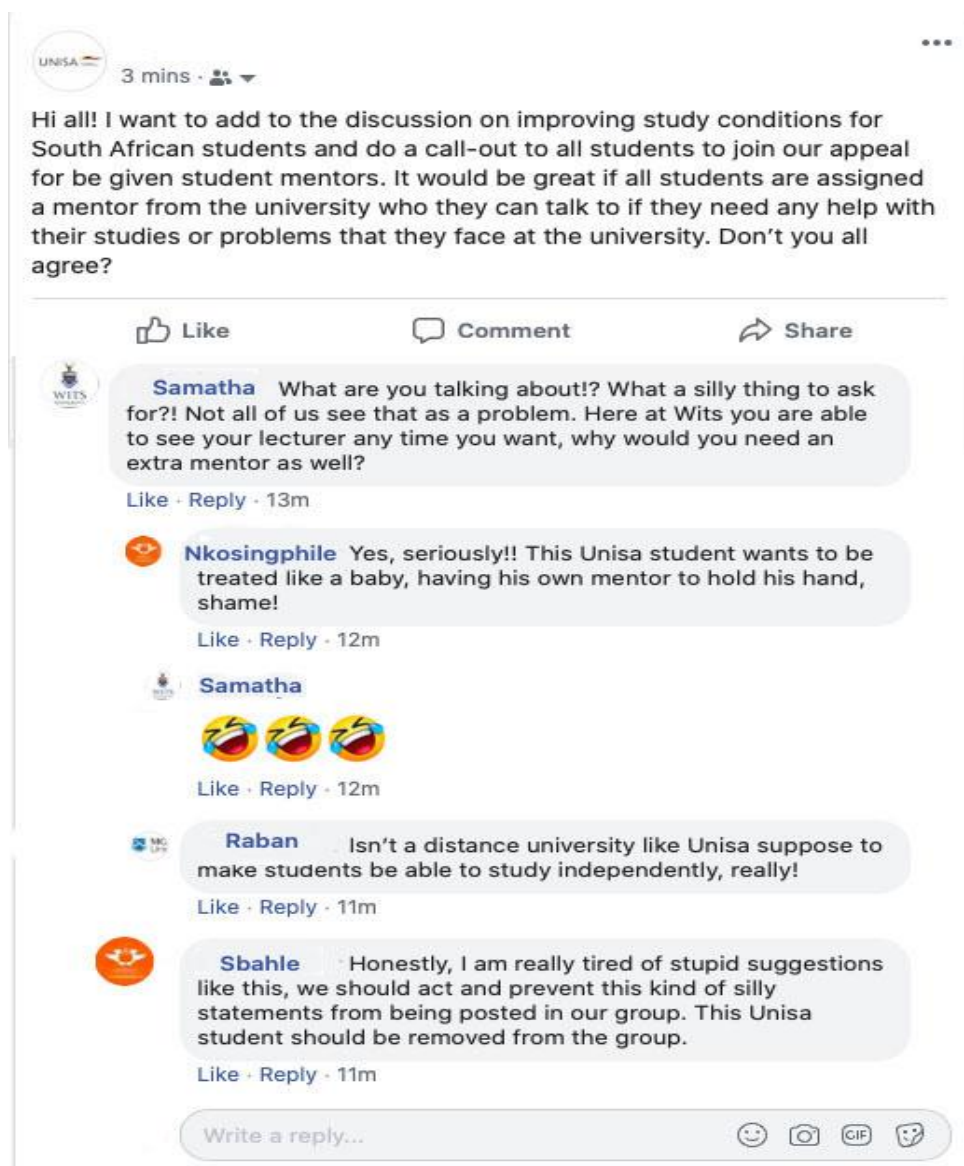 UNISA
3 mins ·
Hi all! I want to add to the discussion on improving study conditions for
South African students and do a call-out to all students to join our appeal
for be given student mentors. It would be great if all students are assigned
a mentor from the university who they can talk to if they need any help with
their studies or problems that they face at the university. Don’t you all
agree?
Like Comment Share
WITS
Samatha What are you talking about!? What a silly thing to ask
for?! Not all of us see that as a problem. Here at Wits you are able
to see your lecturer any time you want, why would you need an
extra mentor as well?
Like · Reply · 13m
Nkosingphile Yes, seriously!! This Unisa student wants to be
treated like a baby, having his own mentor to hold his hand,
shame!
Like · Reply · 12m
Samatha
Like · Reply · 12m
Raban Isn’t a distance university like Unisa suppose to
make students be able to study independently, really!
Like · Reply · 11m
Sbahle Honestly, I am really tired of stupid suggestions
like this, we should act and prevent this kind of silly
statements from being posted in our group. This Unisa
student should be removed from the group.
Like · Reply · 11m
Write a reply...
GIF